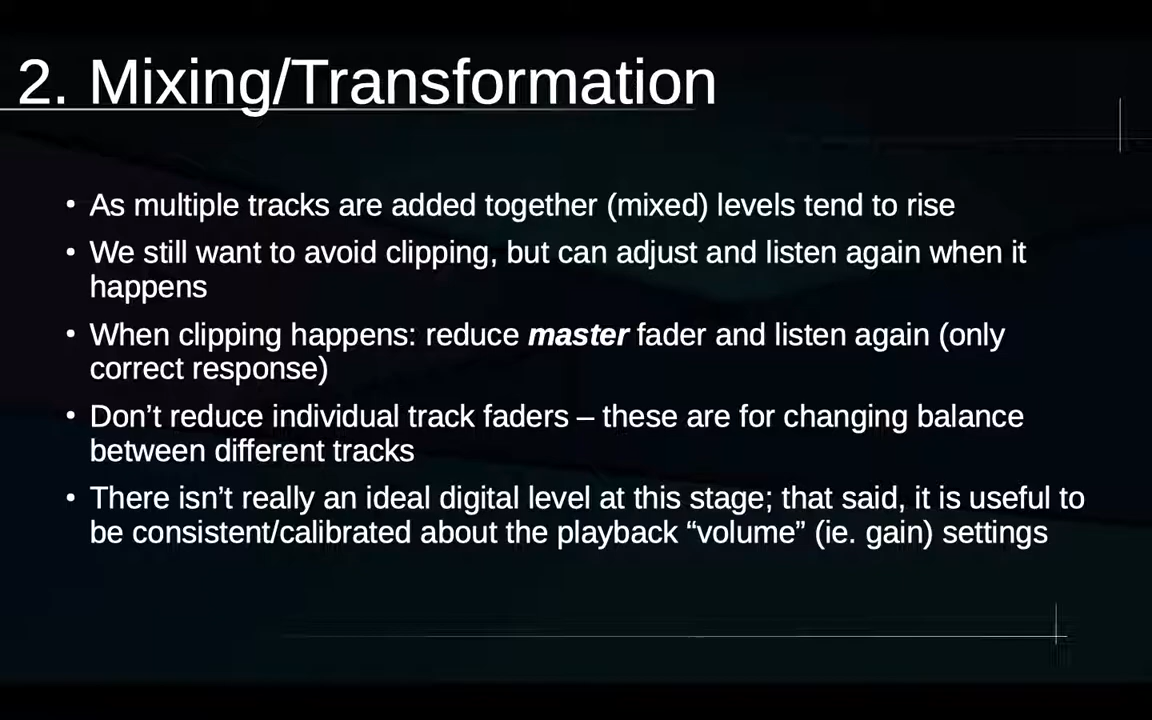 2. Mixing/Transformation
• As multiple tracks are added together (mixed) levels tend to rise
• We still want to avoid clipping, but can adjust and listen again when it
happens
• When clipping happens: reduce master fader and listen again (only
correct response)
• Don’t reduce individual track faders – these are for changing balance
between different tracks
• There isn’t really an ideal digital level at this stage; that said, it is useful to
be consistent/calibrated about the playback “volume” (ie. gain) settings